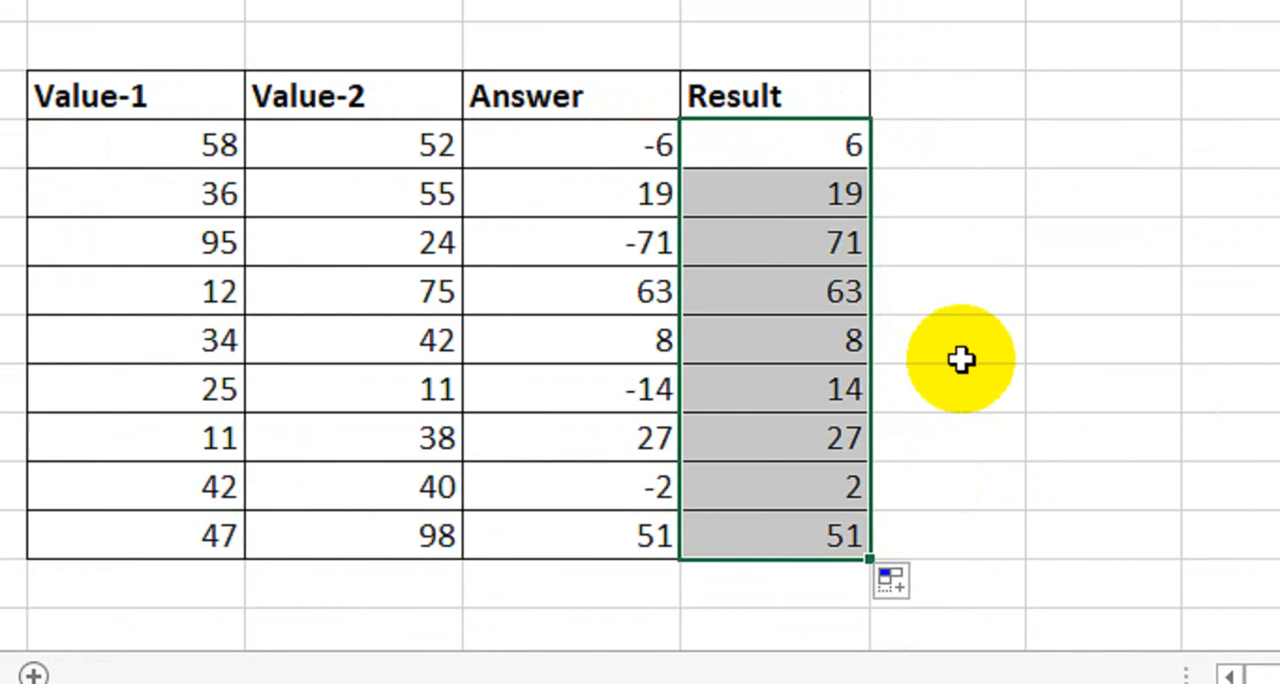 Value-1 Value-2 Answer Result
58 52 -6 6
36 55 19 19
95 24 -71 71
12 75 63 63
34 42 8 8
25 11 -14 14
11 38 27 27
42 40 -2 2
47 98 51 51